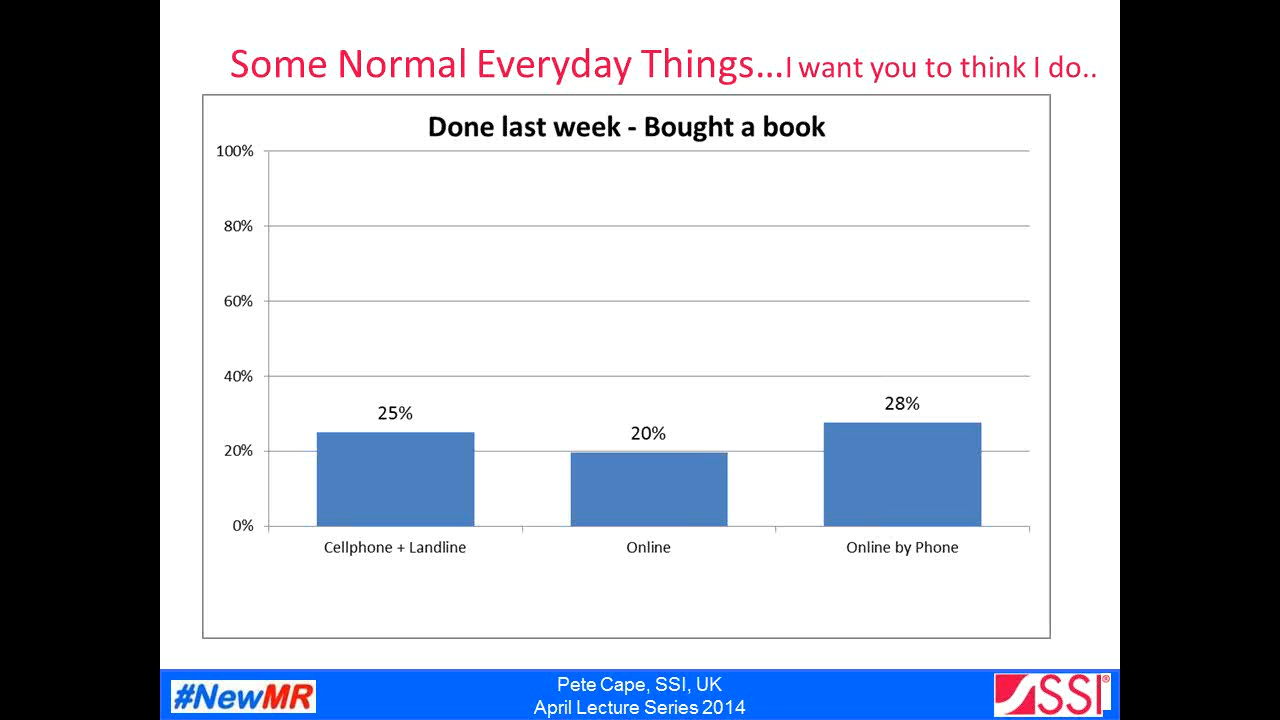 Some Normal Everyday Things...I want you to think I do..
Done last week - Bought a book
100%
80%
60%
40%
20%
0%
25%
20%
28%
Cellphone + Landline
Online
Online by Phone
#NewMR
Pete Cape, SSI, UK
April Lecture Series 2014
SSI®